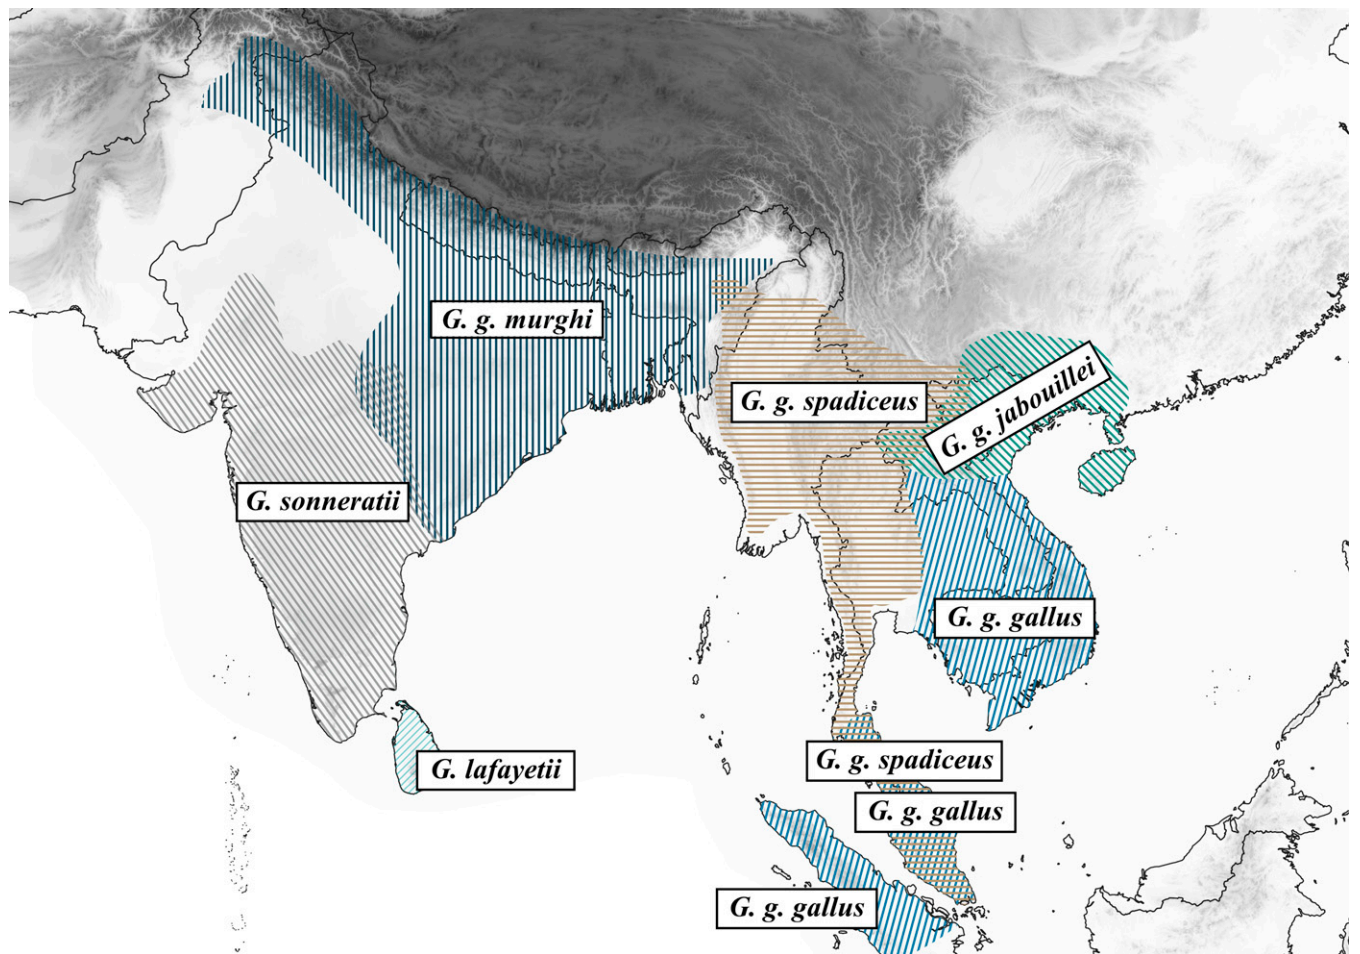 G. g. murghi
G. g. spadiceus
G. g. jabouillei
G. sonneratii
G. g. gallus
G. lafayetii
G. g. spadiceus
G. g. gallus
G. g. gallus